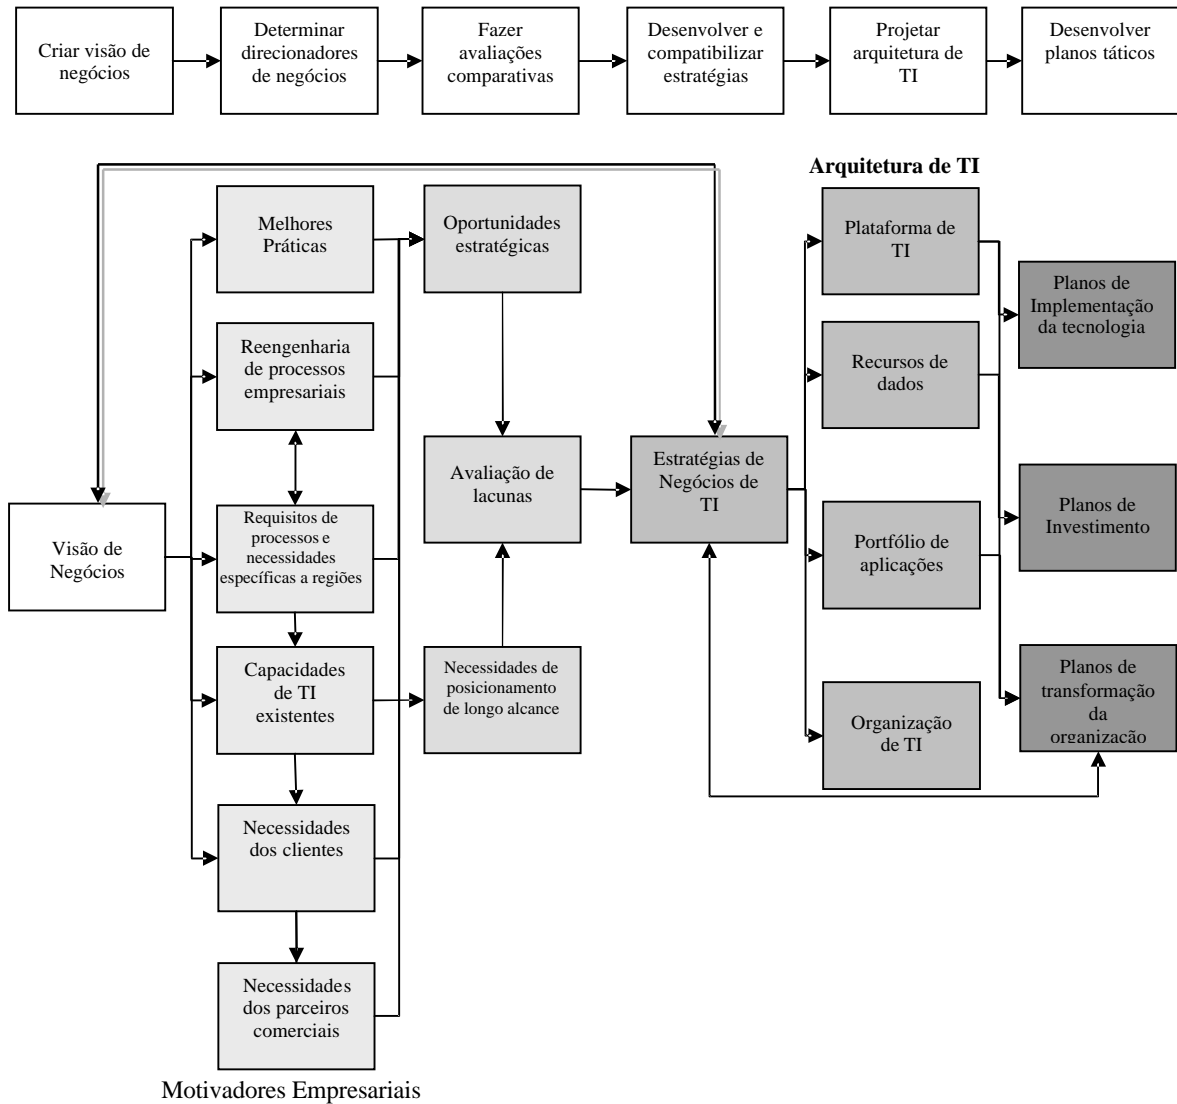 Criar visão de
negócios
Determinar
direcionadores
de negócios
Fazer
avaliações
comparativas
Desenvolver e
compatibilizar
estratégias
Projetar
arquitetura de
TI
Desenvolver
planos táticos
Arquitetura de TI
Visão de
Negócios
Melhores
Práticas
Reengenharia
de processos
empresariais
Requisitos de
processos e
necessidades
específicas a regiões
Capacidades
de TI
existentes
Necessidades
dos clientes
Necessidades
dos parceiros
comerciais
Motivadores Empresariais
Oportunidades
estratégicas
Avaliação de
lacunas
Necessidades de
posicionamento
de longo alcance
Estratégias de
Negócios de
TI
Plataforma de
TI
Recursos de
dados
Portfólio de
aplicações
Organização
de TI
Planos de
Implementação
da tecnologia
Planos de
Investimento
Planos de
transformação
da
organização